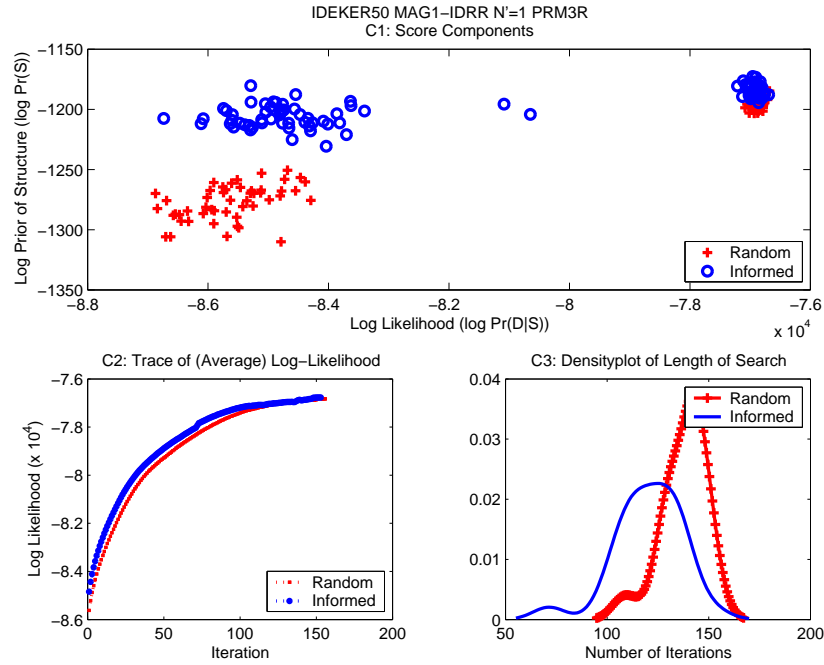 IDEKER50 MAG1−IDRR N'=1 PRM3R
C1: Score Components
−1100
−1150
−1200
−1250
−1300
−1350
Log Prior of Structure (log Pr(S))
Random
Informed
−8.8
−8.6
−8.4
−8.2
−8
−7.8
−7.6
x 10^4
Log Likelihood (log Pr(D|S))
C2: Trace of (Average) Log−Likelihood
−7.6
−7.8
−8
−8.2
−8.4
−8.6
Log Likelihood (x 10^4)
Random
Informed
0
50
100
150
200
Iteration
C3: Densityplot of Length of Search
0.04
0.03
0.02
0.01
0
Random
Informed
50
100
150
200
Number of Iterations